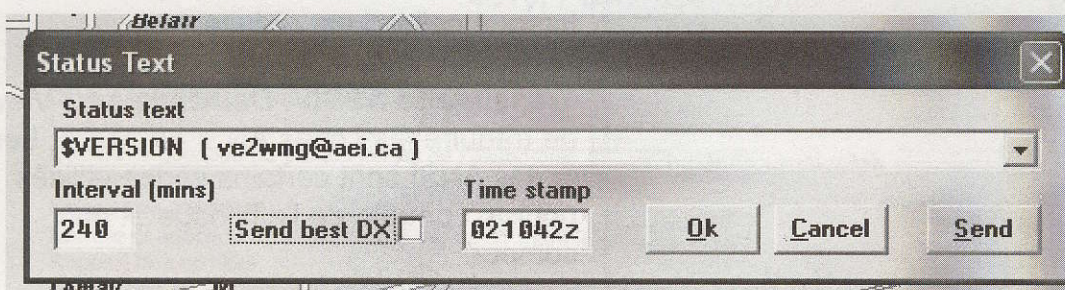 Belair
Status Text
Status text
$VERSION ( ve2wmg@aei.ca )
Interval (mins)
Time stamp
240
Send best DX
021042z
Ok
Cancel
Send